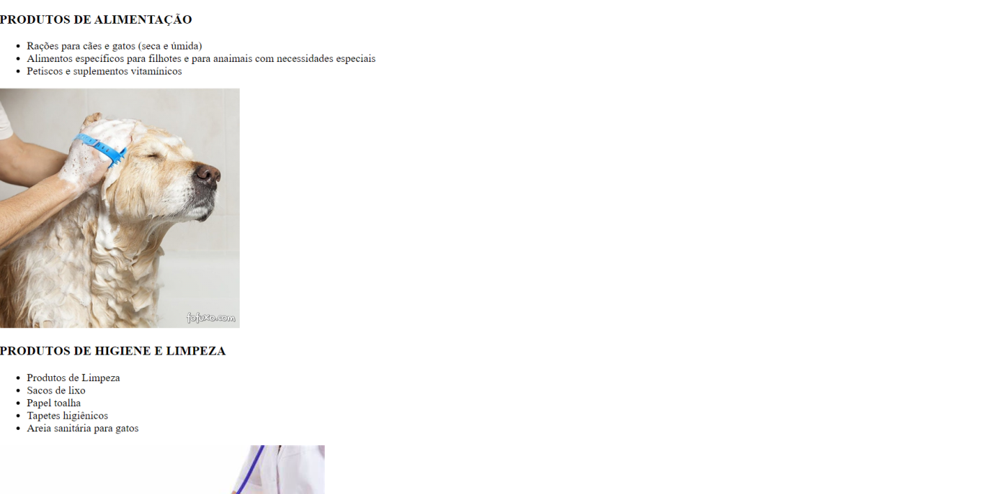 PRODUTOS DE ALIMENTAÇÃO
• Rações para cães e gatos (seca e úmida)
• Alimentos específicos para filhotes e para anaimais com necessidades especiais
• Petiscos e suplementos vitamínicos
fofuxo.com
PRODUTOS DE HIGIENE E LIMPEZA
• Produtos de Limpeza
• Sacos de lixo
• Papel toalha
• Tapetes higiênicos
• Areia sanitária para gatos